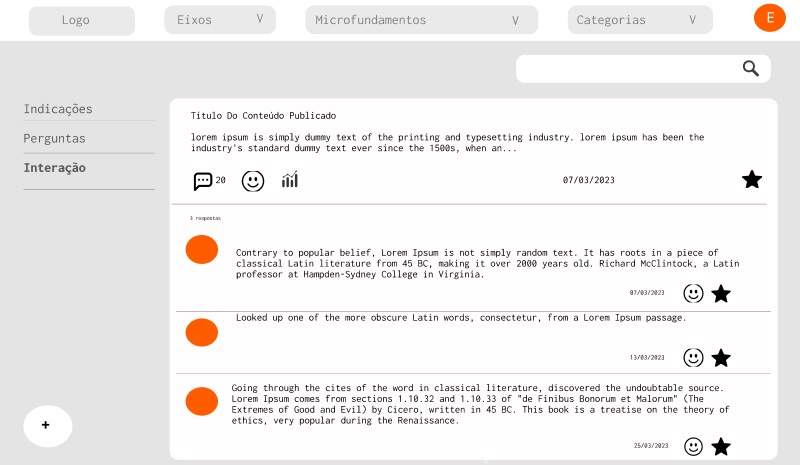 Logo
Eixos V
Microfundamentos V
Categorias V
E
Indicações
Perguntas
Interação
+
Título Do Conteúdo Publicado
lorem ipsum is simply dummy text of the printing and typesetting industry. lorem ipsum has been the
industry's standard dummy text ever since the 1500s, when an...
20
07/03/2023
3 respostas
Contrary to popular belief, Lorem Ipsum is not simply random text. It has roots in a piece of
classical Latin literature from 45 BC, making it over 2000 years old. Richard McClintock, a Latin
professor at Hampden-Sydney College in Virginia.
07/03/2023
Looked up one of the more obscure Latin words, consectetur, from a Lorem Ipsum passage.
13/03/2023
Going through the cites of the word in classical literature, discovered the undoubtable source.
Lorem Ipsum comes from sections 1.10.32 and 1.10.33 of "de Finibus Bonorum et Malorum" (The
Extremes of Good and Evil) by Cicero, written in 45 BC. This book is a treatise on the theory of
ethics, very popular during the Renaissance.
25/03/2023